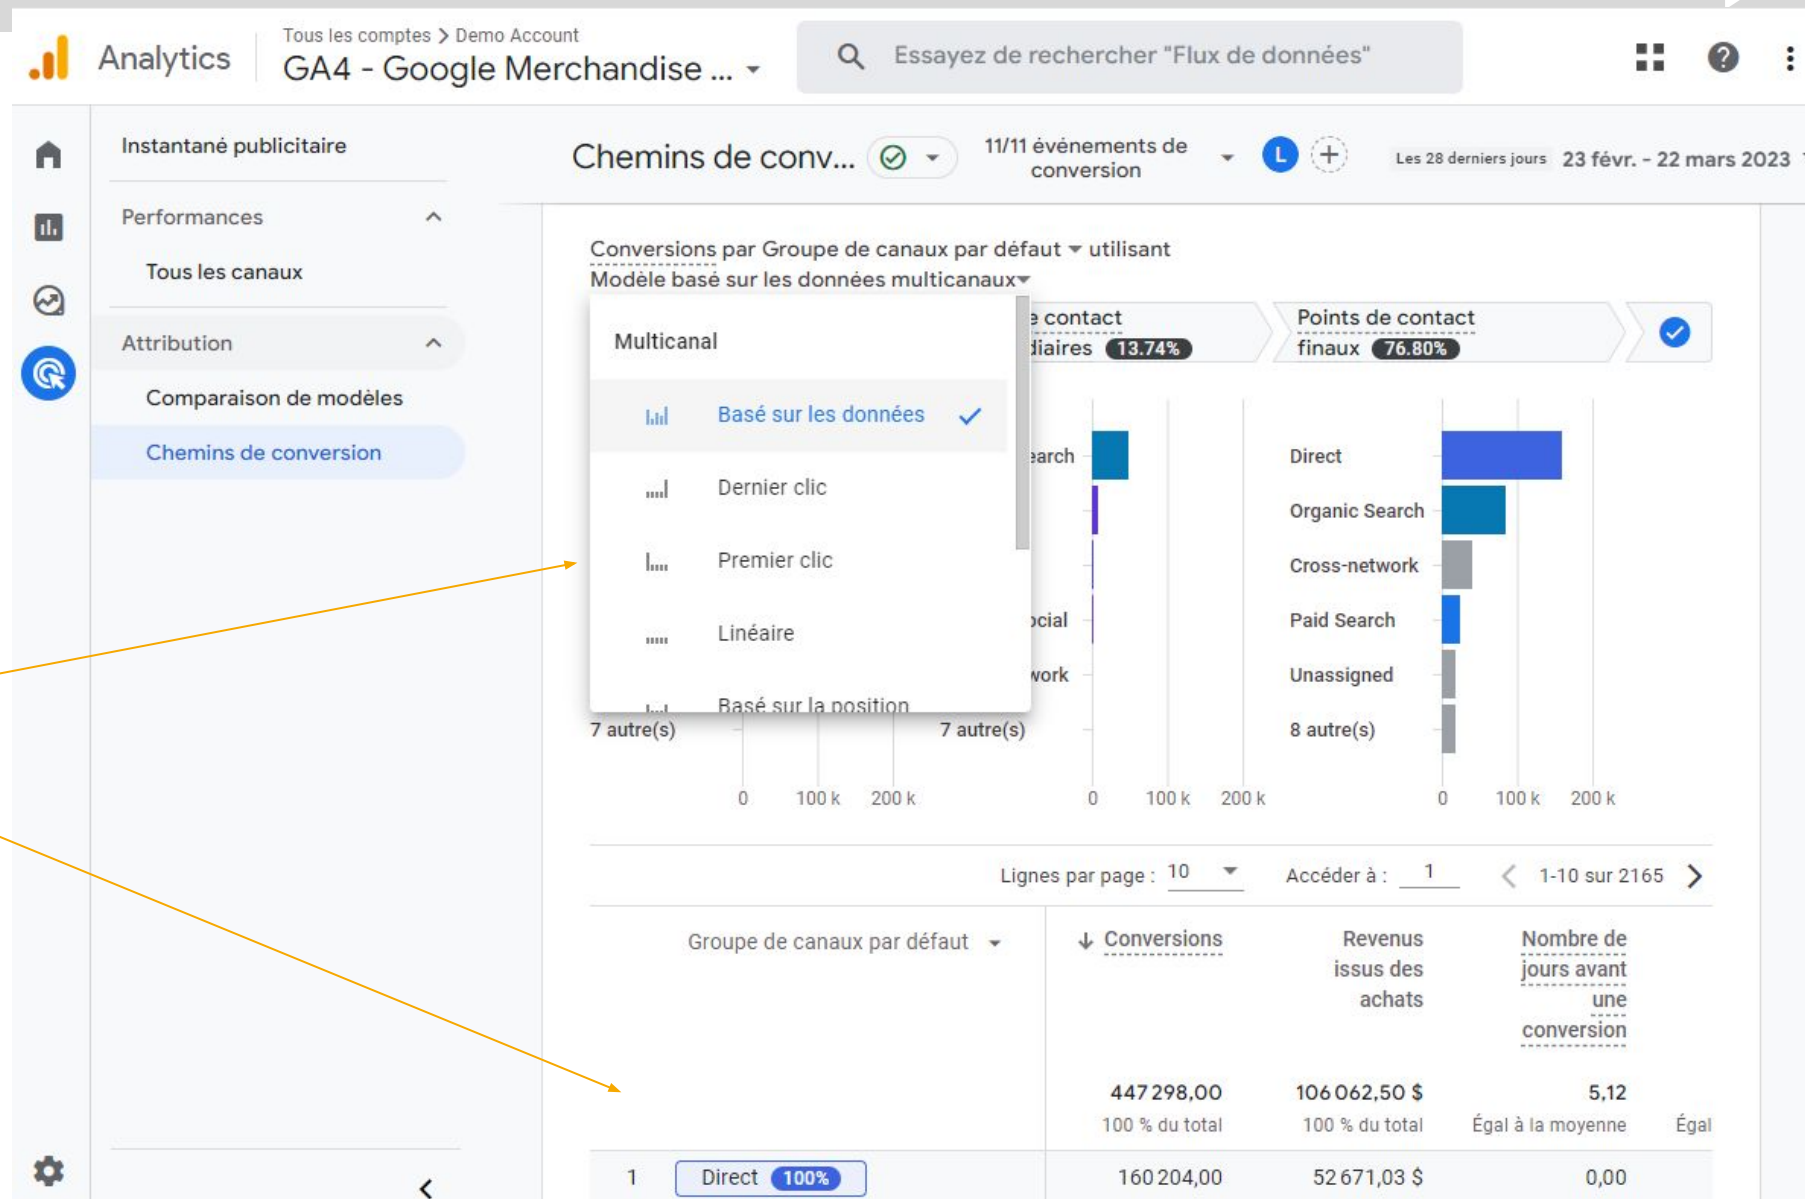 Analytics
Tous les comptes > Demo Account
GA4 - Google Merchandise ...
Essayez de rechercher "Flux de données"
Instantané publicitaire
Performances
Tous les canaux
Attribution
Comparaison de modèles
Chemins de conversion
Chemins de conv...
11/11 événements de
conversion
L
Les 28 derniers jours 23 févr. - 22 mars 2023
Conversions par Groupe de canaux par défaut utilisant
Modèle basé sur les données multicanaux
Multicanal
Basé sur les données
Dernier clic
Premier clic
Linéaire
Basé sur la position
contact
13.74%
Points de contact
finaux 76.80%
7 autre(s)
0 100 k 200 k
7 autre(s)
0 100 k 200 k
Direct
Organic Search
Cross-network
Paid Search
Unassigned
8 autre(s)
0 100 k 200 k
Lignes par page : 10 Accéder à : 1 1-10 sur 2165
Groupe de canaux par défaut
Conversions
Revenus
issus des
achats
Nombre de
jours avant
une
conversion
447 298,00 106 062,50 $ 5,12
100 % du total 100 % du total Égal à la moyenne Égal
1 Direct 100% 160 204,00 52 671,03 $ 0,00